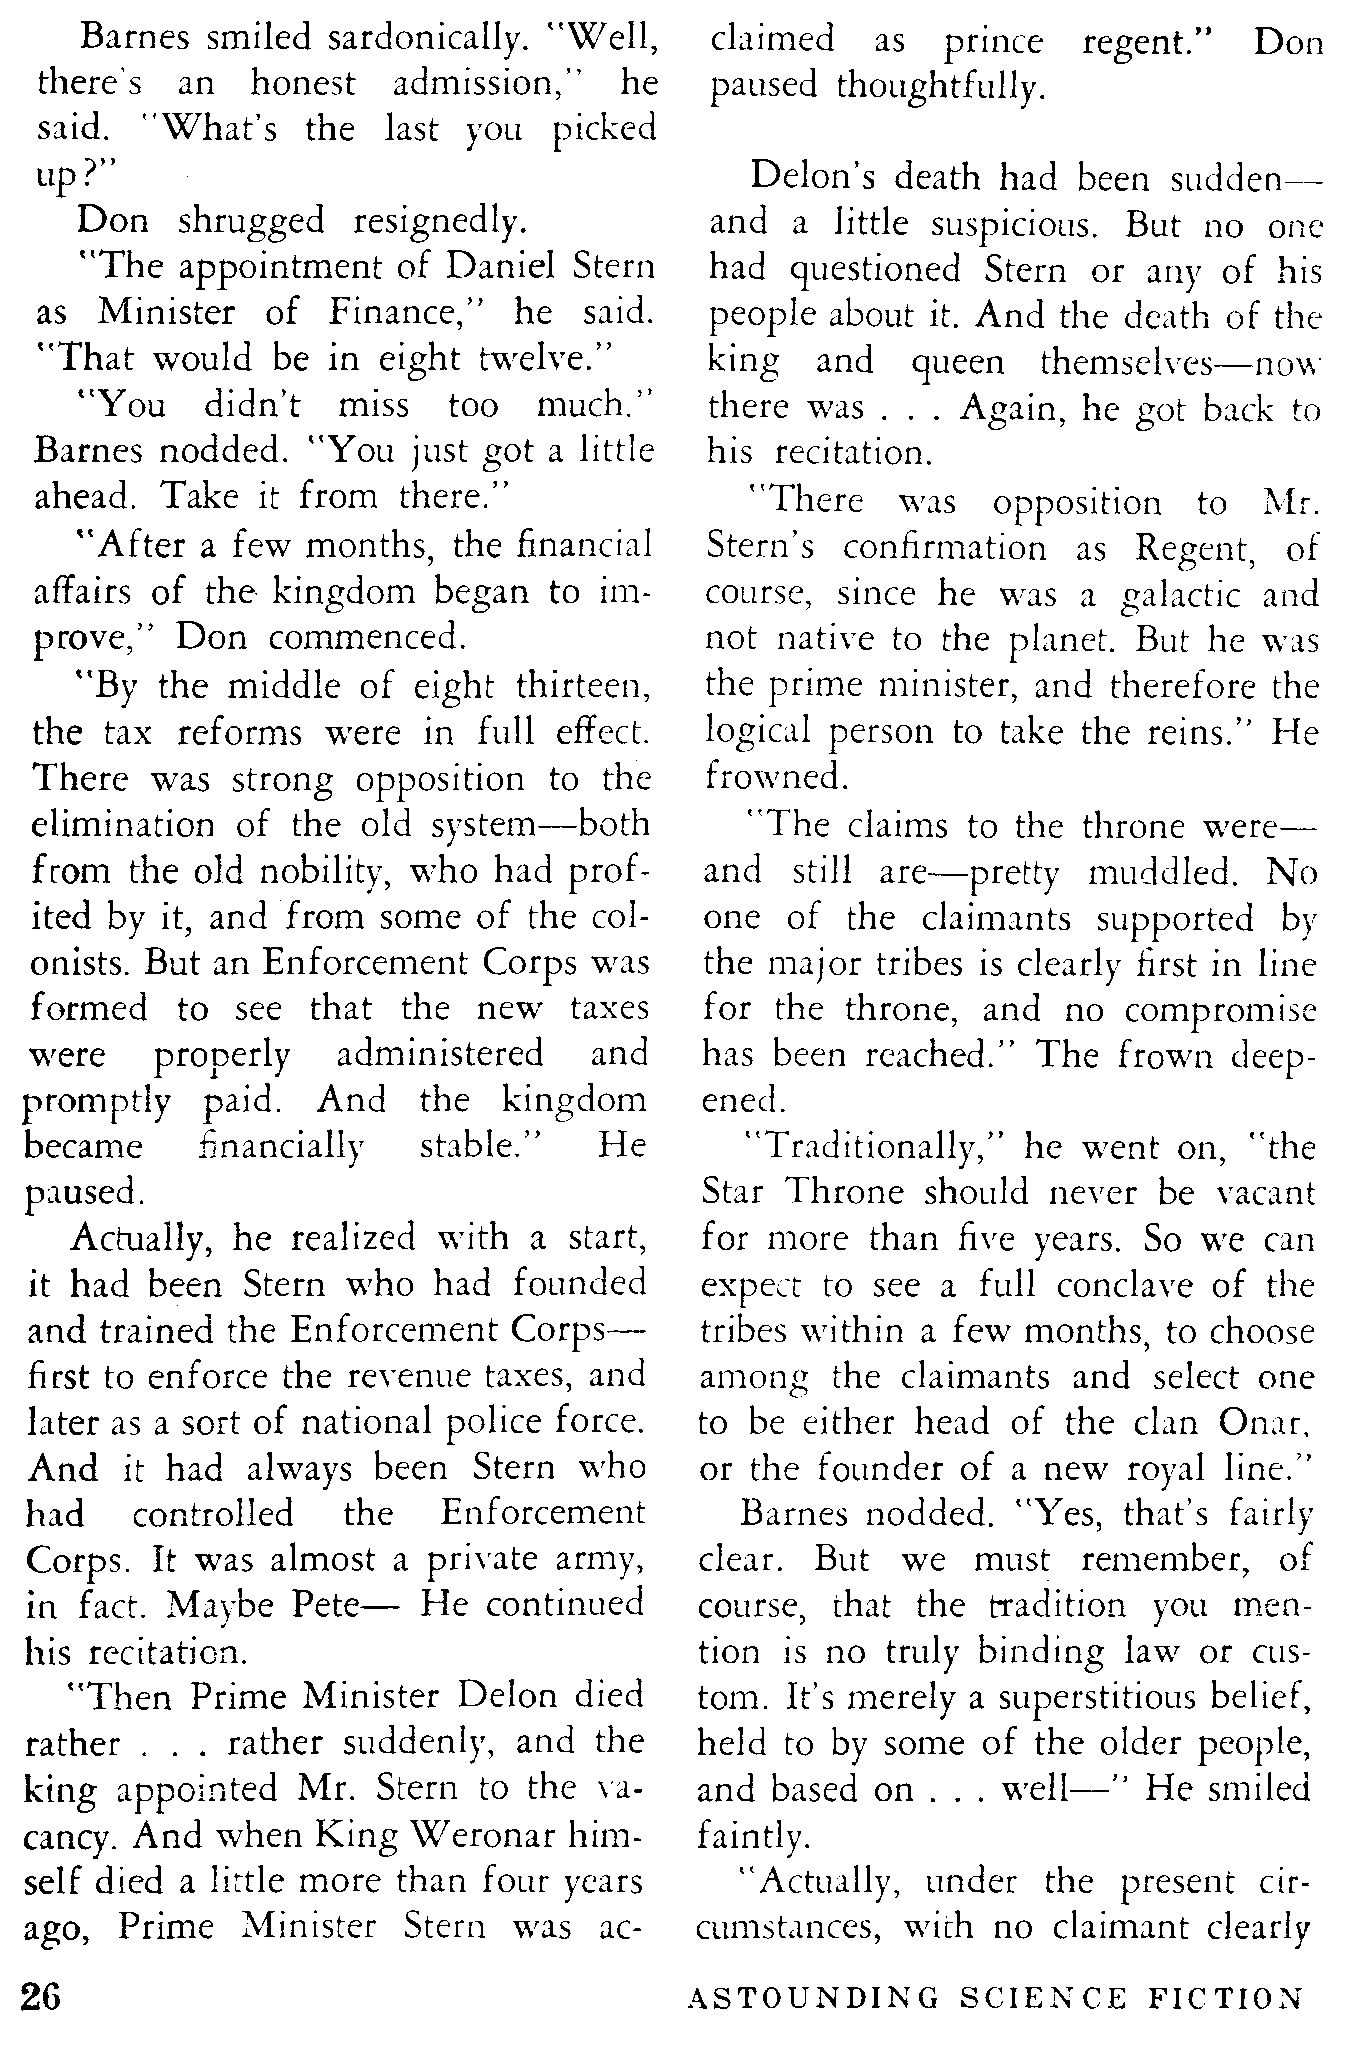 Barnes smiled sardonically. "Well,
there's an honest admission," he
said. "What's the last you picked
up?"
Don shrugged resignedly.
"The appointment of Daniel Stern
as Minister of Finance," he said.
"That would be in eight twelve."
"You didn't miss too much."
Barnes nodded. "You just got a little
ahead. Take it from there."
"After a few months, the financial
affairs of the kingdom began to im-
prove," Don commenced.
"By the middle of eight thirteen,
the tax reforms were in full effect.
There was strong opposition to the
elimination of the old system—both
from the old nobility, who had prof-
ited by it, and from some of the col-
onists. But an Enforcement Corps was
formed to see that the new taxes
were properly administered and
promptly paid. And the kingdom
became financially stable." He
paused.
Actually, he realized with a start,
it had been Stern who had founded
and trained the Enforcement Corps—
first to enforce the revenue taxes, and
later as a sort of national police force.
And it had always been Stern who
had controlled the Enforcement
Corps. It was almost a private army,
in fact. Maybe Pete— He continued
his recitation.
"Then Prime Minister Delon died
rather . . . rather suddenly, and the
king appointed Mr. Stern to the va-
cancy. And when King Weronar him-
self died a little more than four years
ago, Prime Minister Stern was ac-
claimed as prince regent." Don
paused thoughtfully.
Delon's death had been sudden—
and a little suspicious. But no one
had questioned Stern or any of his
people about it. And the death of the
king and queen themselves—now
there was . . . Again, he got back to
his recitation.
"There was opposition to Mr.
Stern's confirmation as Regent, of
course, since he was a galactic and
not native to the planet. But he was
the prime minister, and therefore the
logical person to take the reins." He
frowned.
"The claims to the throne were—
and still are—pretty muddled. No
one of the claimants supported by
the major tribes is clearly first in line
for the throne, and no compromise
has been reached." The frown deep-
ened.
"Traditionally," he went on, "the
Star Throne should never be vacant
for more than five years. So we can
expect to see a full conclave of the
tribes within a few months, to choose
among the claimants and select one
to be either head of the clan Onar,
or the founder of a new royal line."
Barnes nodded. "Yes, that's fairly
clear. But we must remember, of
course, that the tradition you men-
tion is no truly binding law or cus-
tom. It's merely a superstitious belief,
held to by some of the older people,
and based on . . . well—" He smiled
faintly.
"Actually, under the present cir-
cumstances, with no claimant clearly
26
ASTOUNDING SCIENCE FICTION